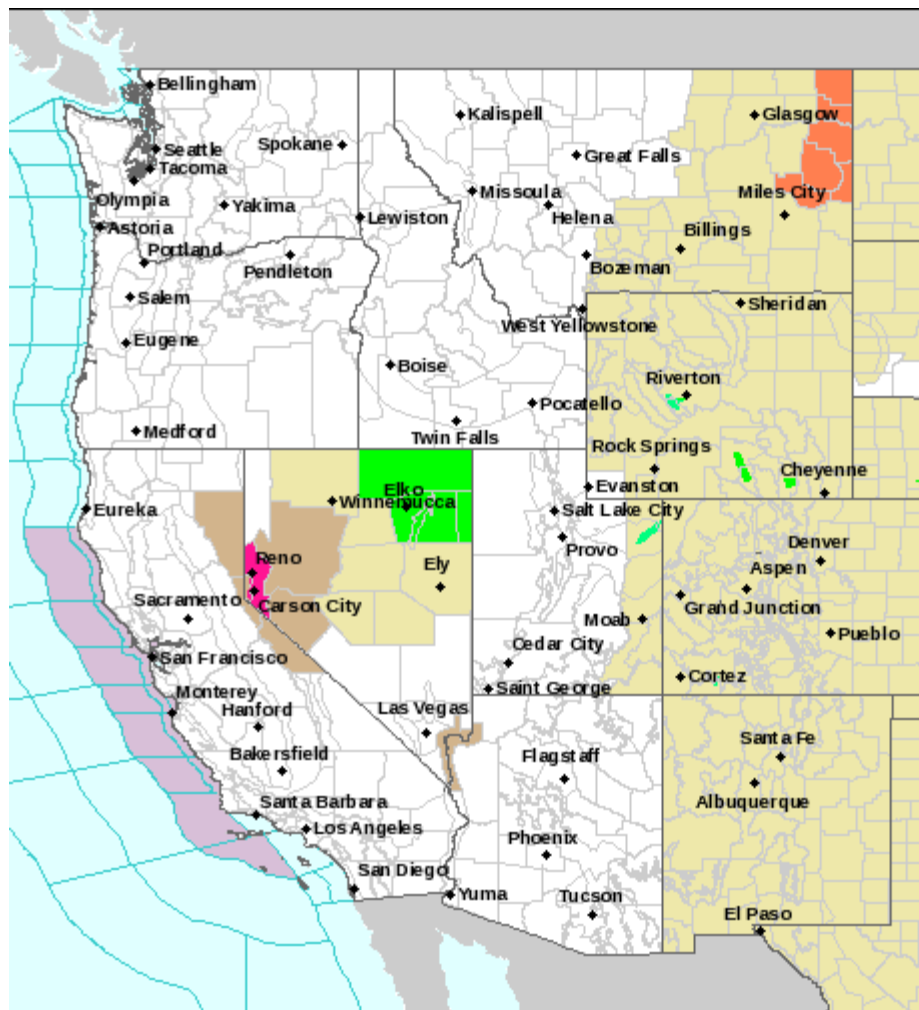 Bellingham
Kalispell
Glasgow
Seattle
Spokane
Great Falls
Tacoma
Olympia
Yakima
Missoula
Miles City
Helena
Lewiston
Astoria
Billings
Portland
Pendleton
Bozeman
Salem
Sheridan
West Yellowstone
Eugene
Boise
Riverton
Pocatello
Medford
Twin Falls
Rock Springs
Cheyenne
Elko
Evanston
Winnemucca
Eureka
Salt Lake City
Denver
Provo
Reno
Ely
Aspen
Sacramento
Carson City
Grand Junction
Moab
Pueblo
Cedar City
San Francisco
Cortez
Saint George
Monterey
Hanford
Las Vegas
Santa Fe
Bakersfield
Flagstaff
Albuquerque
Santa Barbara
Los Angeles
Phoenix
San Diego
Yuma
Tucson
El Paso